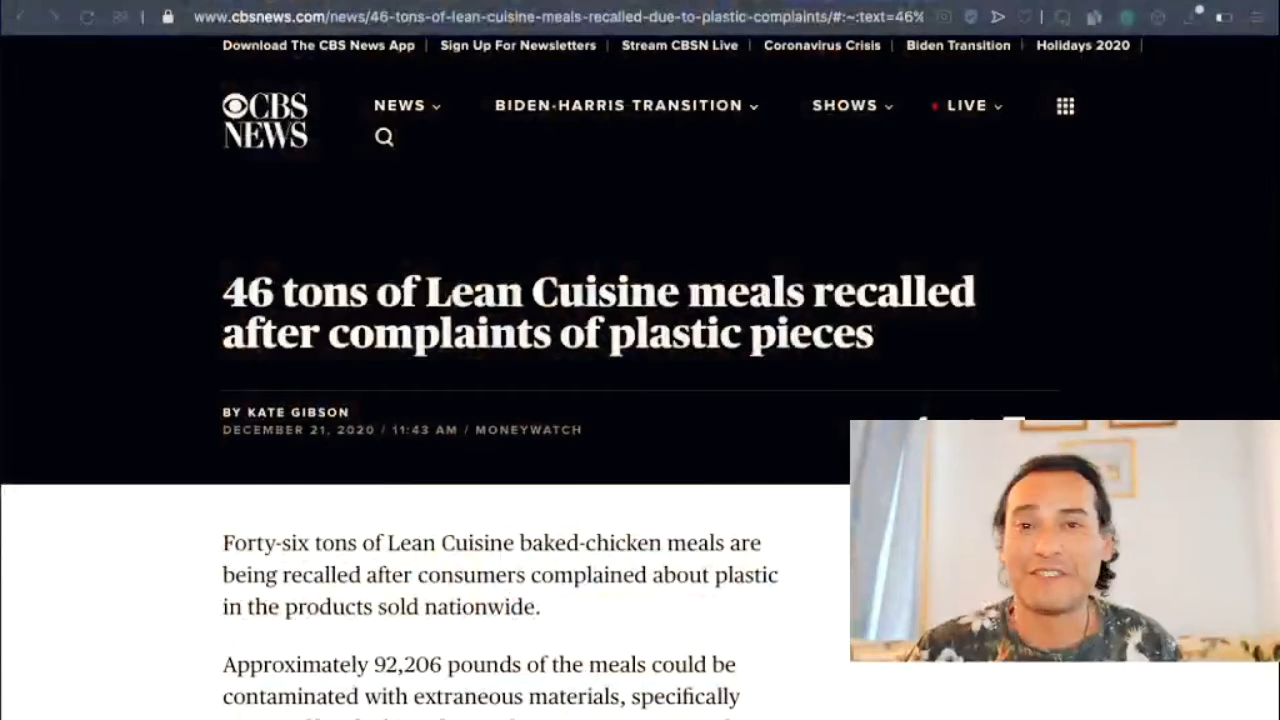 www.cbsnews.com/news/46-tons-of-lean-cuisine-meals-recalled-due-to-plastic-complaints/#:~:text=46%
Download The CBS News App | Sign Up For Newsletters | Stream CBSN Live | Coronavirus Crisis | Biden Transition | Holidays 2020 |
CBS NEWS
NEWS BIDEN-HARRIS TRANSITION SHOWS LIVE
46 tons of Lean Cuisine meals recalled
after complaints of plastic pieces
BY KATE GIBSON
DECEMBER 21, 2020 / 11:43 AM / MONEYWATCH
Forty-six tons of Lean Cuisine baked-chicken meals are
being recalled after consumers complained about plastic
in the products sold nationwide.
Approximately 92,206 pounds of the meals could be
contaminated with extraneous materials, specifically